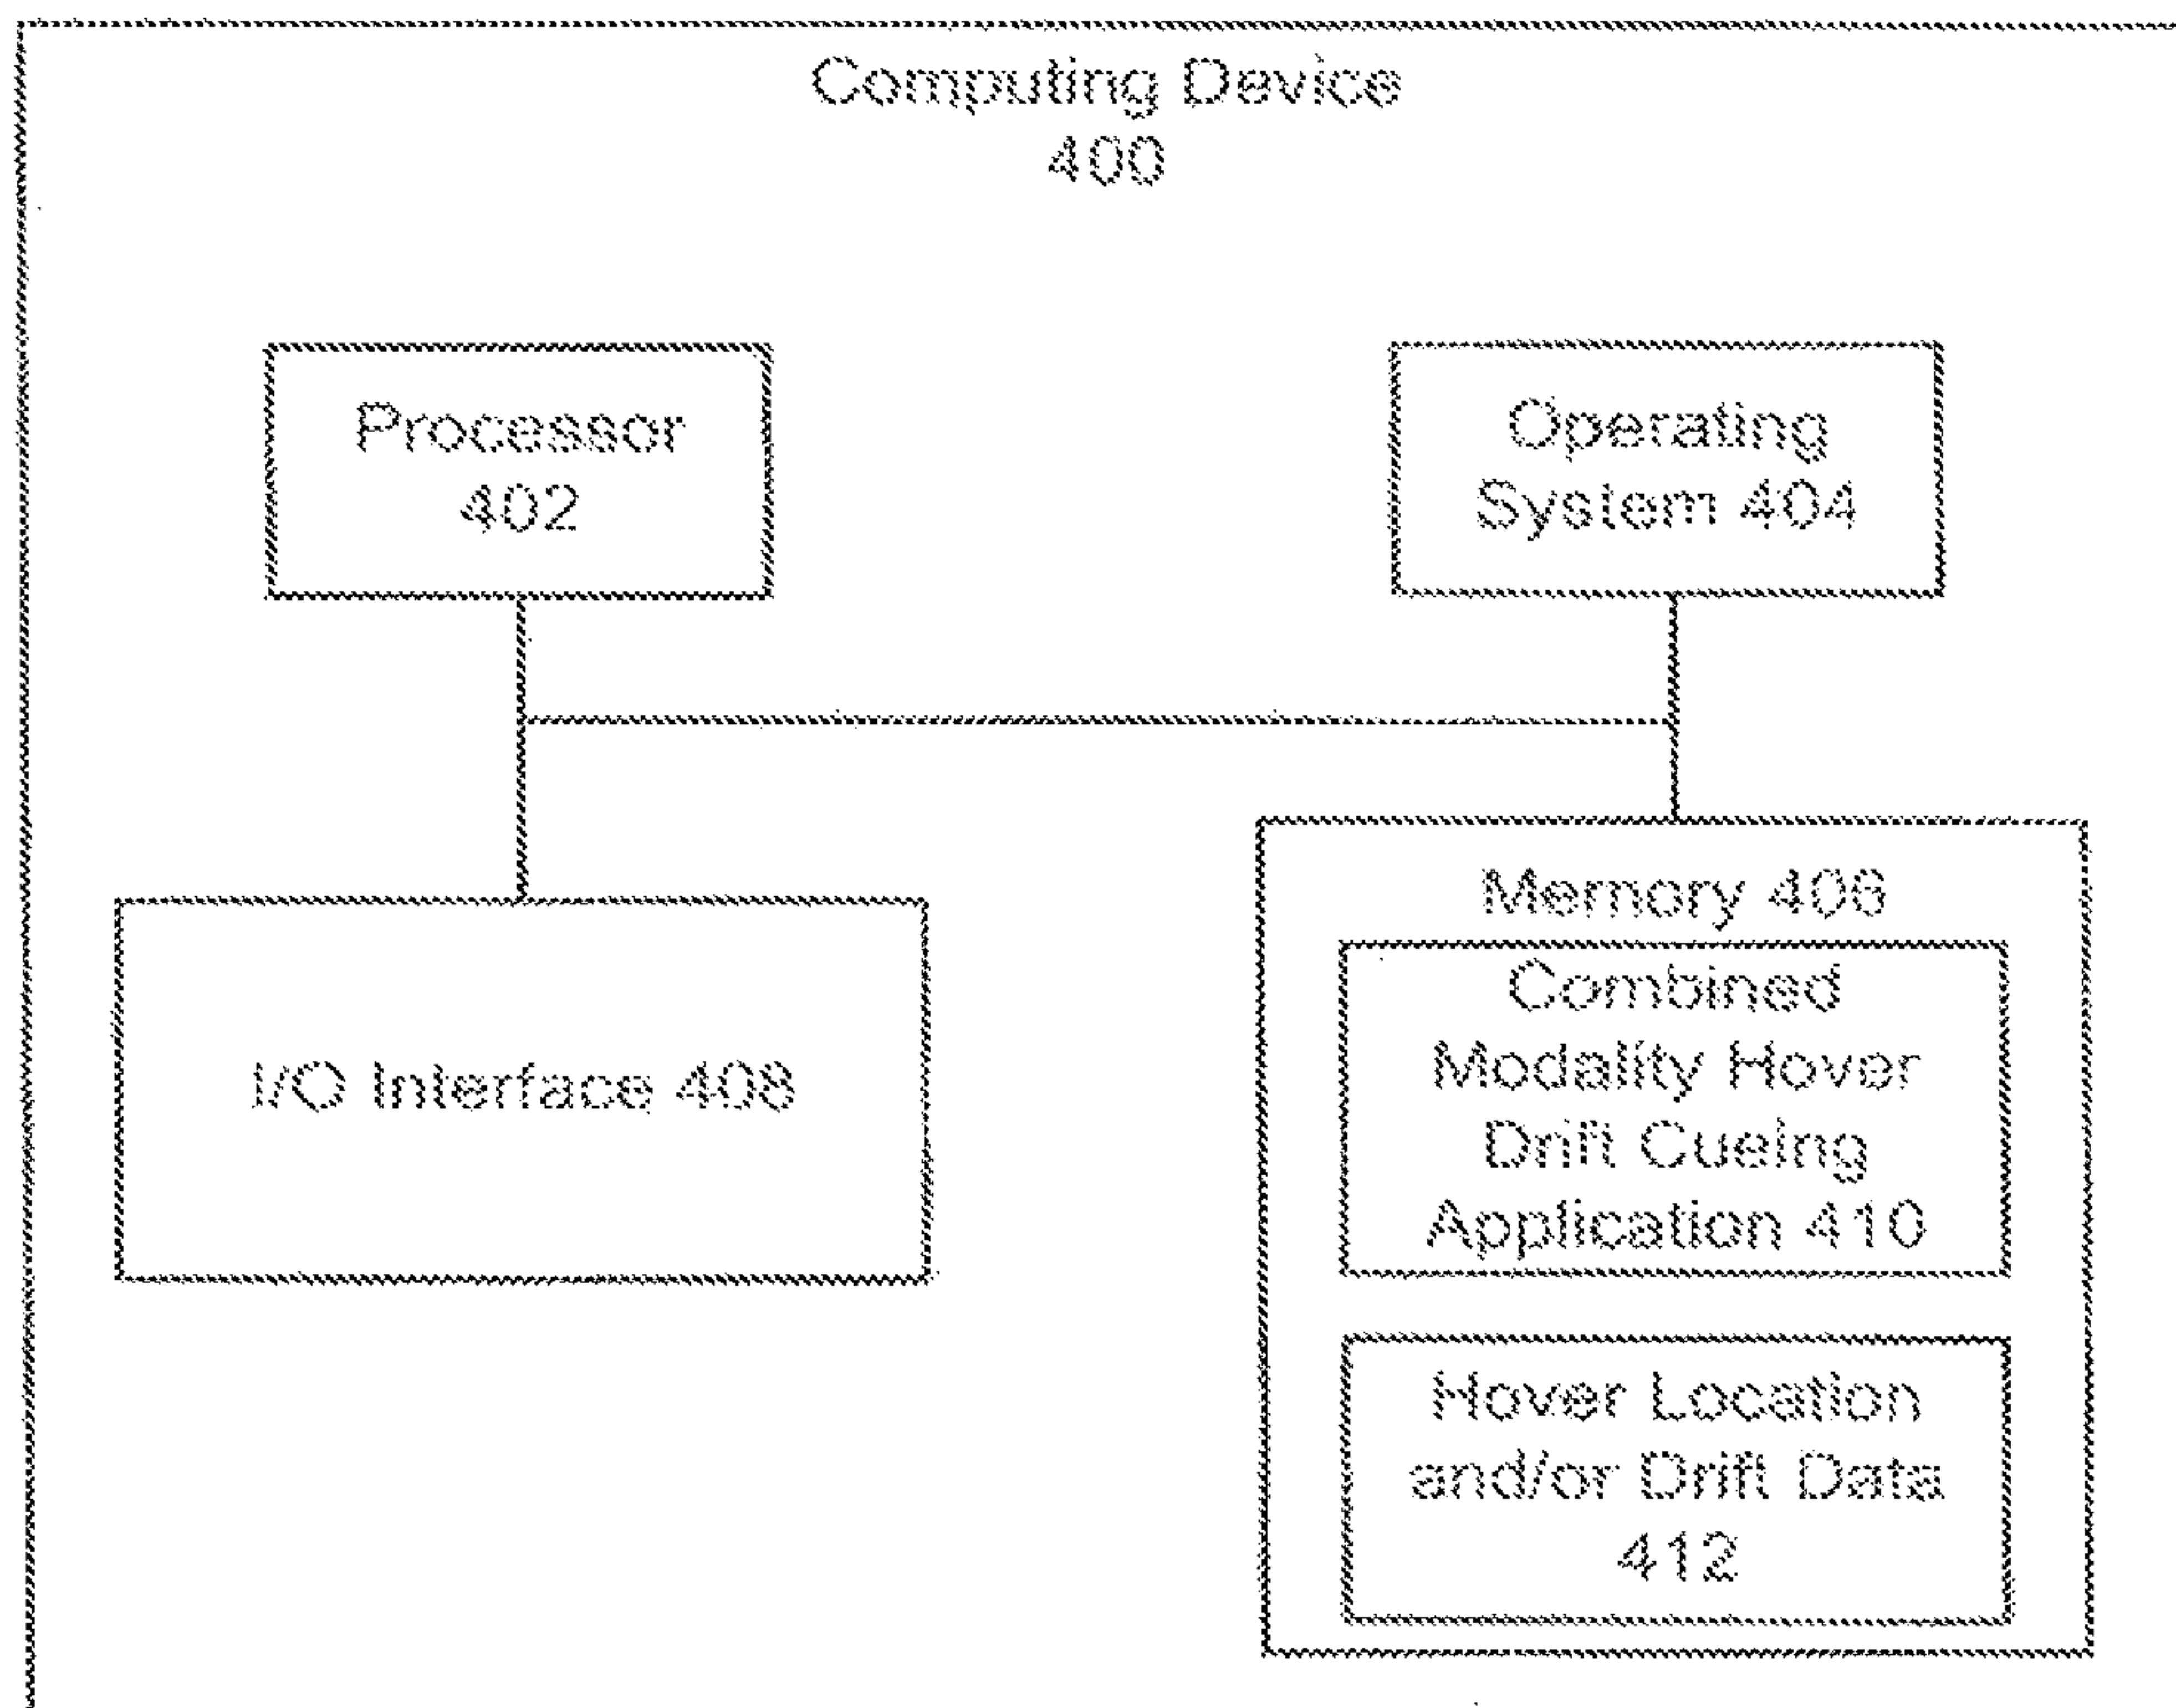 Computing Device
400
Processor
402
Operating
System 404
I/O Interface 408
Memory 406
Combined
Modality Hover
Drift Cueing
Application 410
Hover Location
and/or Drift Data
412